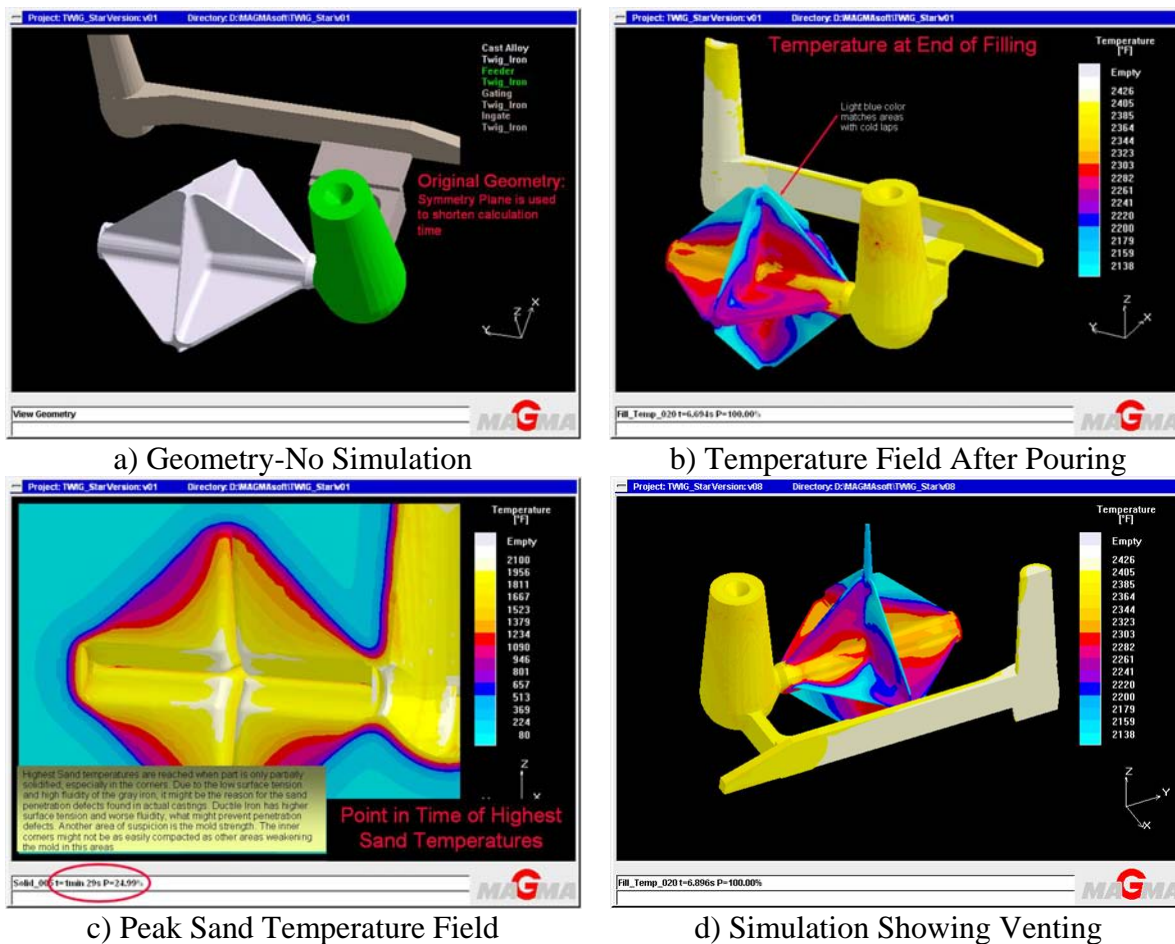 Project: TWIG_StarVersion: v01 Directory: D:\MAGMAsoft\TWIG_Star\v01
Cast Alloy
Twig_Iron
Feeder
Twig_Iron
Gating
Twig_Iron
Ingate
Twig_Iron
Original Geometry:
Symmetry Plane is used
to shorten calculation
time
Z
X
Y
View Geometry
MAGMA
a) Geometry-No Simulation
Project: TWIG_StarVersion: v01 Directory: D:\MAGMAsoft\TWIG_Star\v01
Temperature at End of Filling
Light blue color
matches areas
with cold laps
Temperature
[°F]
Empty
2426
2405
2385
2364
2344
2323
2303
2282
2261
2241
2220
2200
2179
2159
2138
Z
Y
X
Fill_Temp_020 t=6.694s P=100.00%
MAGMA
b) Temperature Field After Pouring
Project: TWIG_StarVersion: v01 Directory: D:\MAGMAsoft\TWIG_Star\v01
Temperature
[°F]
Empty
2100
1956
1811
1667
1523
1379
1234
1090
946
801
657
513
369
224
80
Z
Highest Sand temperatures are reached when part is only partially
solidified, especially in the corners. Due to the low surface tension
and high fluidity of the gray iron, it might be the reason for the sand
penetration defects found in actual castings. Ductile Iron has higher
surface tension and worse fluidity, what might prevent penetration
defects. Another area of suspicion is the mold strength. The inner
corners might not be as easily compacted as other areas weakening
the mold in this areas
Point in Time of Highest
Sand Temperatures
t=1min 29s P=24.99%
MAGMA
c) Peak Sand Temperature Field
Project: TWIG_StarVersion: v08 Directory: D:\MAGMAsoft\TWIG_Star\v08
Temperature
[°F]
Empty
2426
2405
2385
2364
2344
2323
2303
2282
2261
2241
2220
2200
2179
2159
2138
Z
Y
X
Fill_Temp_020 t=6.896s P=100.00%
MAGMA
d) Simulation Showing Venting